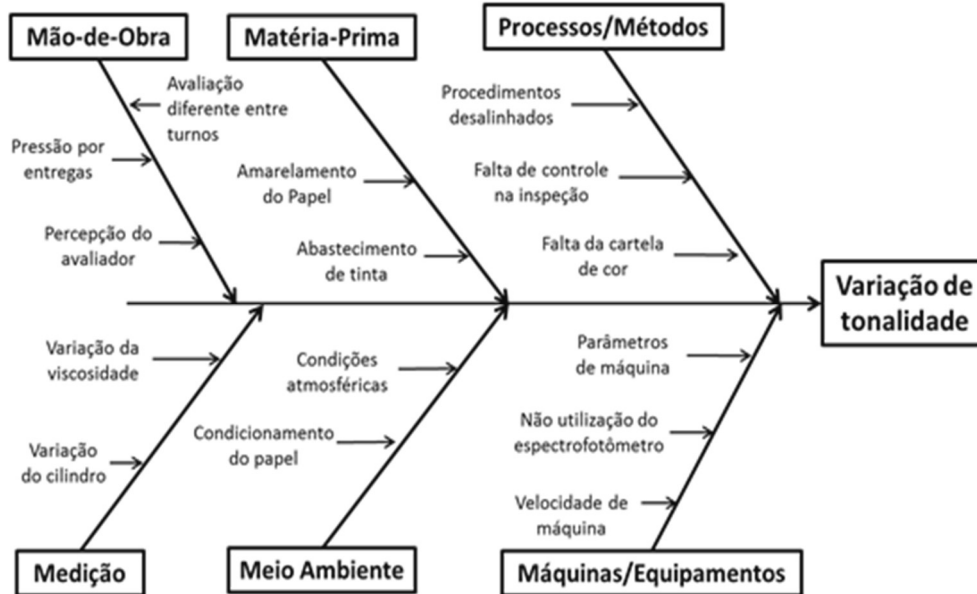 Mão-de-Obra
Matéria-Prima
Processos/Métodos
Avaliação
diferente entre
turnos
Pressão por
entregas
Percepção do
avaliador
Amarelamento
do Papel
Abastecimento
de tinta
Procedimentos
desalinhados
Falta de controle
na inspeção
Falta da cartela
de cor
Variação de
tonalidade
Variação da
viscosidade
Variação
do cilindro
Condições
atmosféricas
Condicionamento
do papel
Parâmetros
de máquina
Não utilização do
espectrofotômetro
Velocidade de
máquina
Medição
Meio Ambiente
Máquinas/Equipamentos